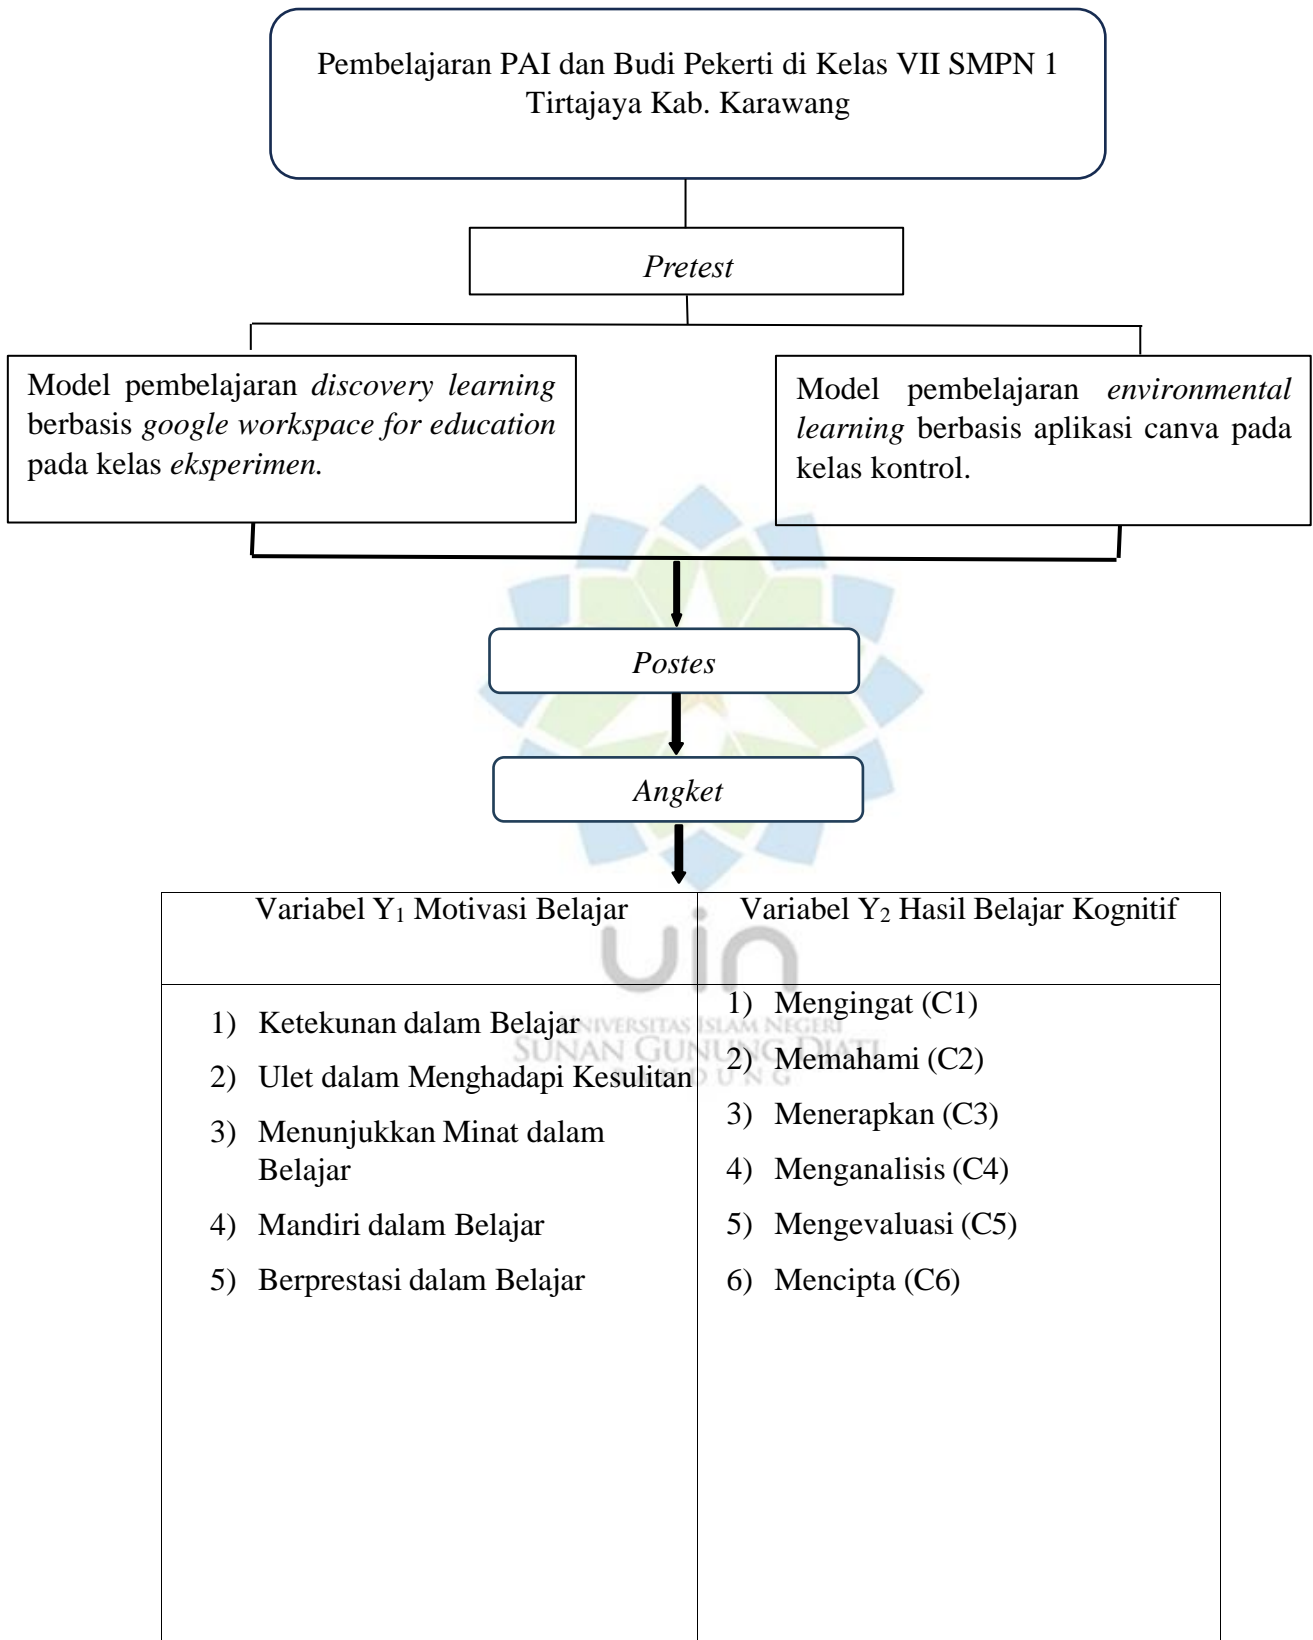 Pembelajaran PAI dan Budi Pekerti di Kelas VII SMPN 1
Tirtajaya Kab. Karawang
Pretest
Model pembelajaran discovery learning
berbasis google workspace for education
pada kelas eksperimen.
Model pembelajaran environmental
learning berbasis aplikasi canva pada
kelas kontrol.
Postes
Angket
Variabel Y₁ Motivasi Belajar
Variabel Y₂ Hasil Belajar Kognitif
1) Ketekunan dalam Belajar
2) Ulet dalam Menghadapi Kesulitan
3) Menunjukkan Minat dalam
Belajar
4) Mandiri dalam Belajar
5) Berprestasi dalam Belajar
1) Mengingat (C1)
2) Memahami (C2)
3) Menerapkan (C3)
4) Menganalisis (C4)
5) Mengevaluasi (C5)
6) Mencipta (C6)
uin
UNIVERSITAS ISLAM NEGERI
SUNAN GUNUNG DJATI